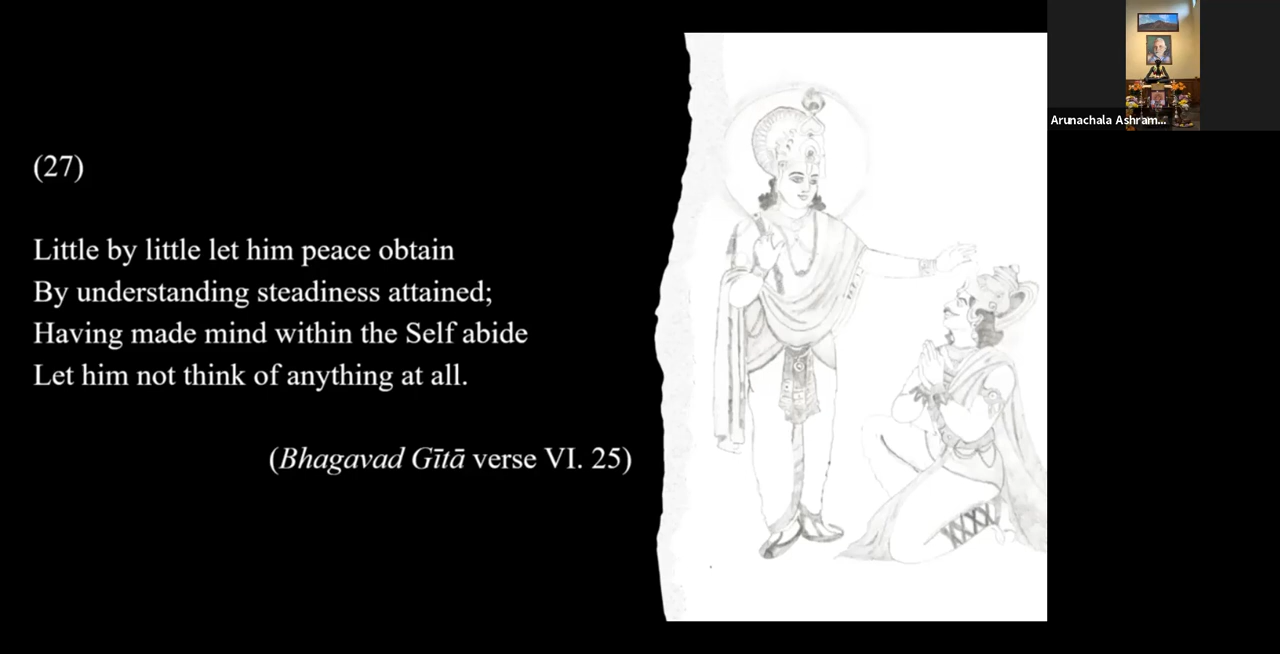 (27)
Little by little let him peace obtain
By understanding steadiness attained;
Having made mind within the Self abide
Let him not think of anything at all.
(Bhagavad Gītā verse VI. 25)
Arunachala Ashram...